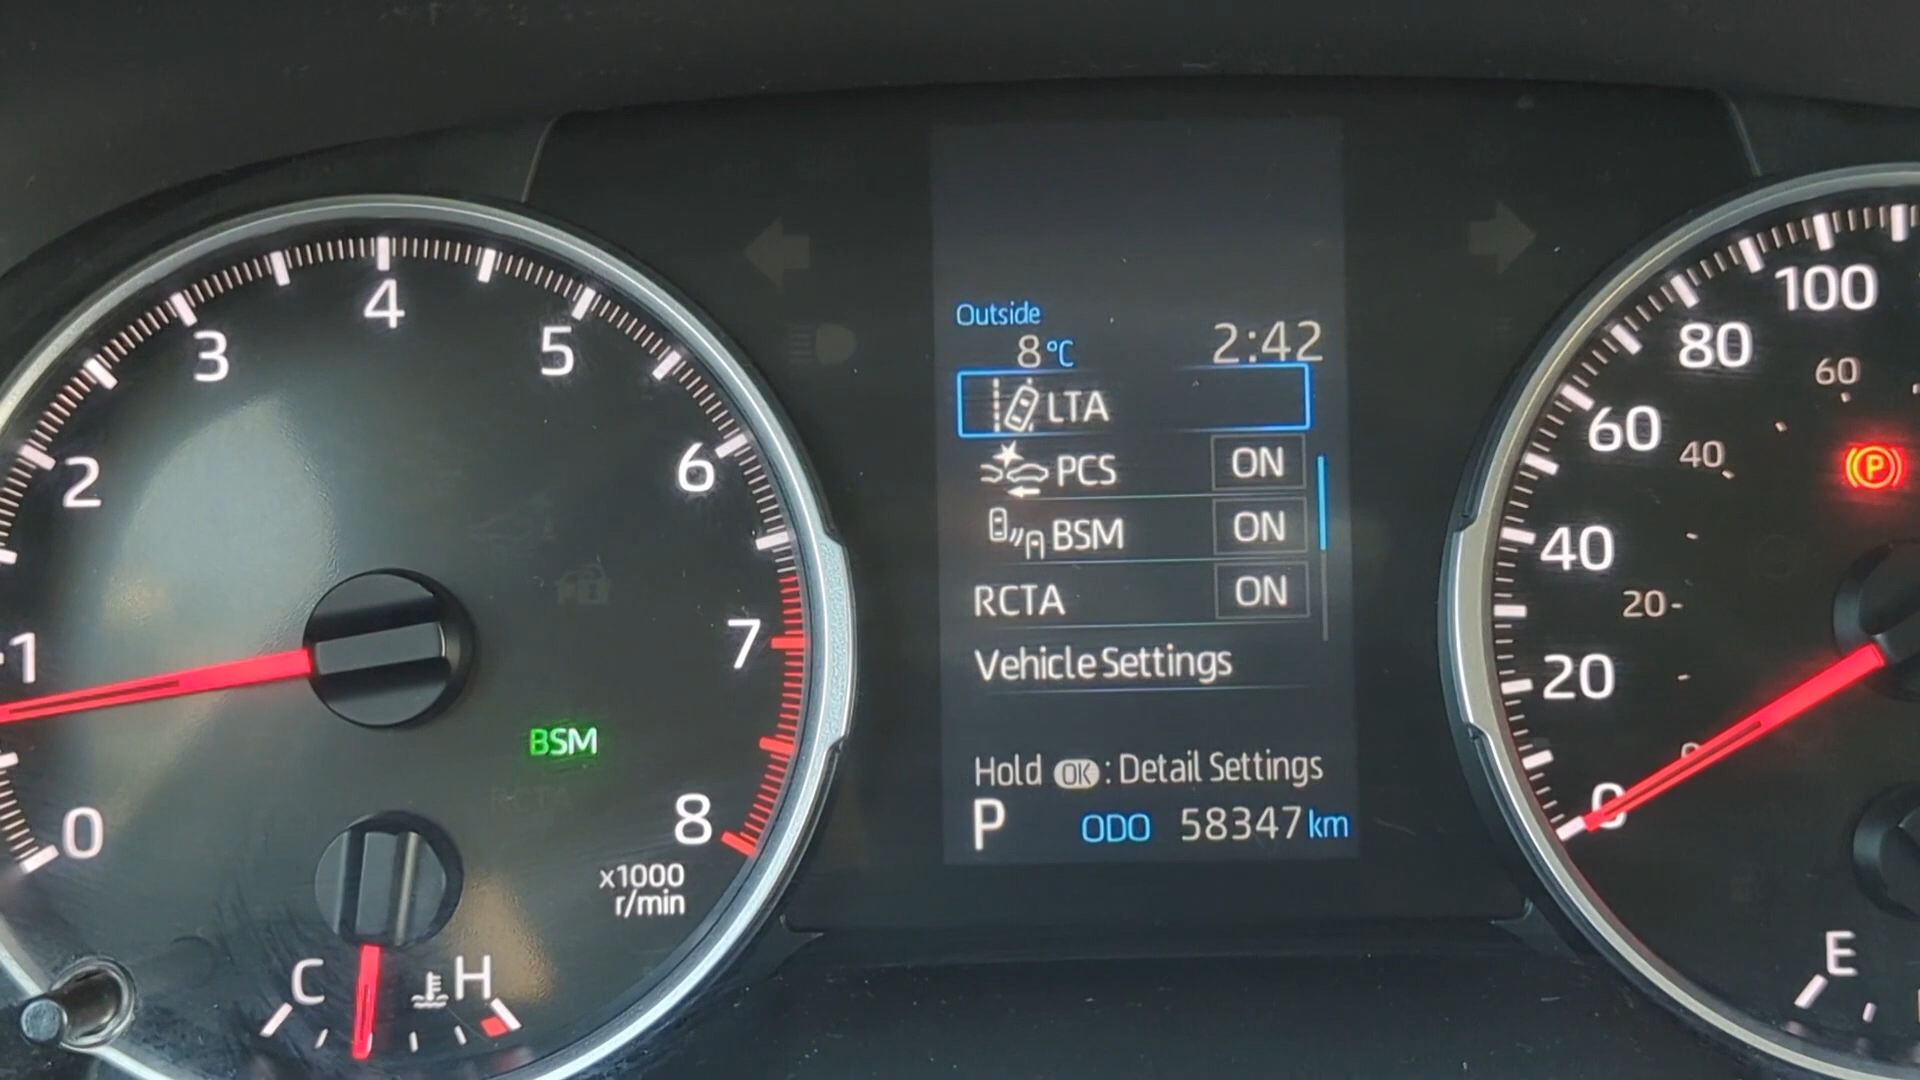 Outside
8°C 2:42
LTA
PCS ON
BSM ON
RCTA ON
Vehicle Settings
Hold OK : Detail Settings
P ODO 58347 km
0
1
2
3
4
5
6
7
8
x1000
r/min
BSM
RCTA
C H
0
20
40
60
80
100
0
20
40
60
P
E